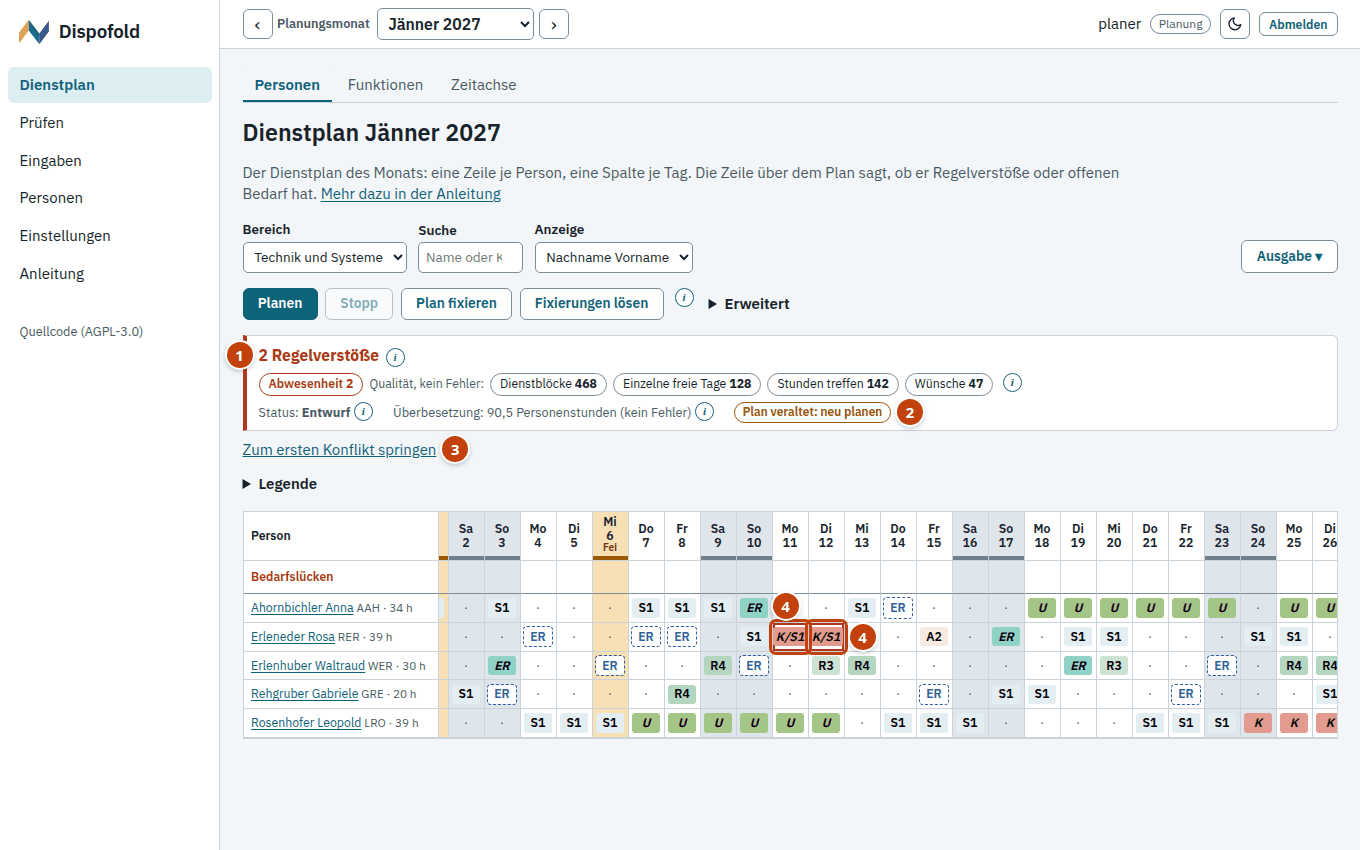 Dispofold
‹ Planungsmonat Jänner 2027 ›
planer Planung Abmelden
Dienstplan
Prüfen
Eingaben
Personen
Einstellungen
Anleitung
Quellcode (AGPL-3.0)
Personen Funktionen Zeitachse
Dienstplan Jänner 2027
Der Dienstplan des Monats: eine Zeile je Person, eine Spalte je Tag. Die Zeile über dem Plan sagt, ob er Regelverstöße oder offenen
Bedarf hat. Mehr dazu in der Anleitung
Bereich Suche Anzeige
Technik und Systeme Name oder K Nachname Vorname Ausgabe ▾
Planen Stopp Plan fixieren Fixierungen lösen i ▶ Erweitert
1 2 Regelverstöße i
Abwesenheit 2 Qualität, kein Fehler: Dienstblöcke 468 Einzelne freie Tage 128 Stunden treffen 142 Wünsche 47 i
Status: Entwurf i Überbesetzung: 90,5 Personenstunden (kein Fehler) i Plan veraltet: neu planen 2
Zum ersten Konflikt springen 3
▶ Legende
Person Sa 2 So 3 Mo 4 Di 5 Mi 6 Fei Do 7 Fr 8 Sa 9 So 10 Mo 11 Di 12 Mi 13 Do 14 Fr 15 Sa 16 So 17 Mo 18 Di 19 Mi 20 Do 21 Fr 22 Sa 23 So 24 Mo 25 Di 26
Bedarfslücken
Ahornbichler Anna AAH · 34 h · S1 · · · S1 S1 S1 ER 4 · S1 ER · · · U U U U U U · U U
Erleneder Rosa RER · 39 h · · ER · · ER ER · S1 K/S1 K/S1 4 · A2 · ER · S1 S1 · · · S1 S1 ·
Erlenhuber Waltraud WER · 30 h · ER · · ER · · R4 ER · R3 R4 · · · · · ER R3 · · ER · R4 R4
Rehgruber Gabriele GRE · 20 h S1 ER · · · · R4 · · · · · · ER · S1 S1 · · · ER · · · S1
Rosenhofer Leopold LRO · 39 h · · S1 S1 S1 U U U U U U · S1 S1 S1 · · · · S1 S1 S1 K K K